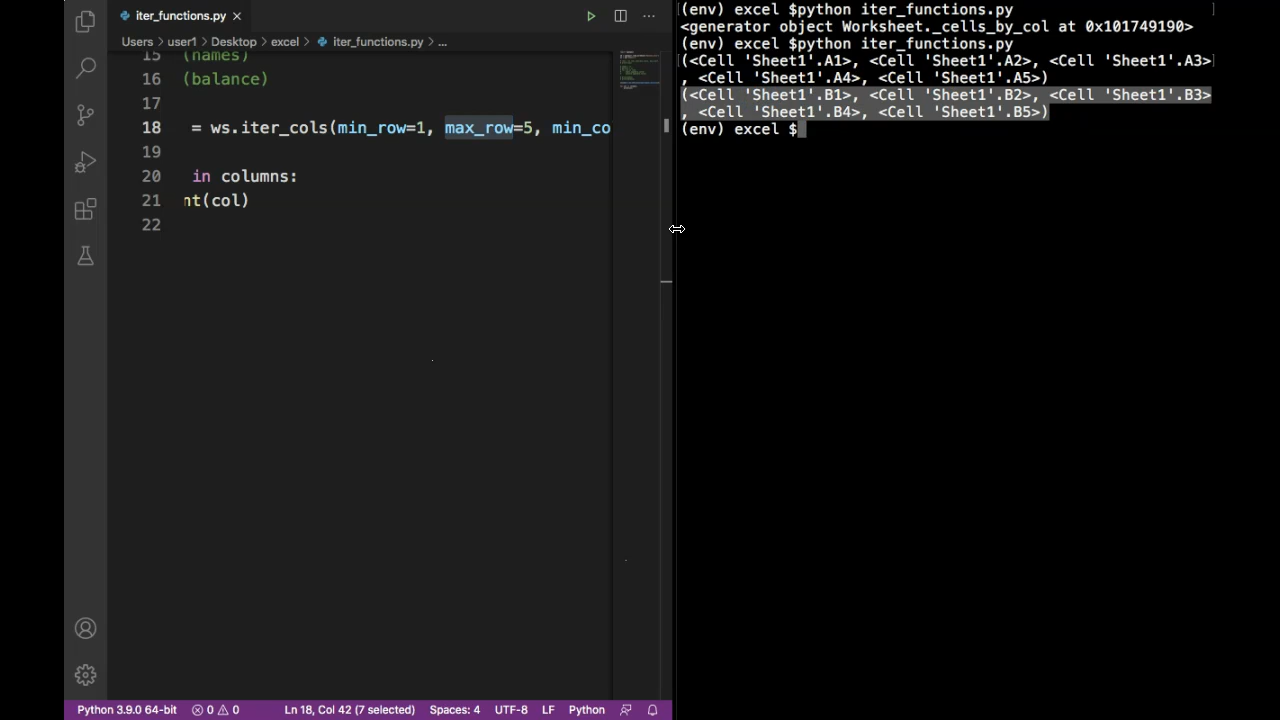 iter_functions.py
Users > user1 > Desktop > excel > iter_functions.py > ...
15 (names)
16 (balance)
17
18 = ws.iter_cols(min_row=1, max_row=5, min_co
19
20 in columns:
21 nt(col)
22
Python 3.9.0 64-bit 0 0 Ln 18, Col 42 (7 selected) Spaces: 4 UTF-8 LF Python
(env) excel $python iter_functions.py
<generator object Worksheet._cells_by_col at 0x101749190>
(env) excel $python iter_functions.py
(<Cell 'Sheet1'.A1>, <Cell 'Sheet1'.A2>, <Cell 'Sheet1'.A3>
, <Cell 'Sheet1'.A4>, <Cell 'Sheet1'.A5>)
(<Cell 'Sheet1'.B1>, <Cell 'Sheet1'.B2>, <Cell 'Sheet1'.B3>
, <Cell 'Sheet1'.B4>, <Cell 'Sheet1'.B5>)
(env) excel $